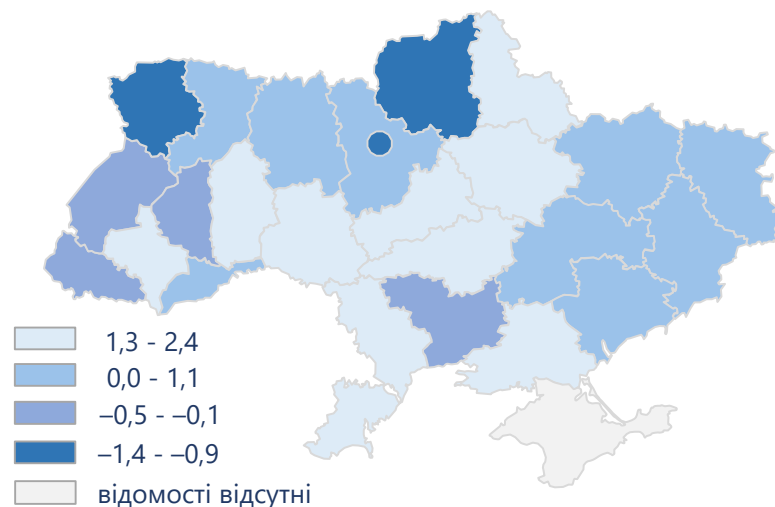 1,3 - 2,4
0,0 - 1,1
–0,5 - –0,1
–1,4 - –0,9
відомості відсутні